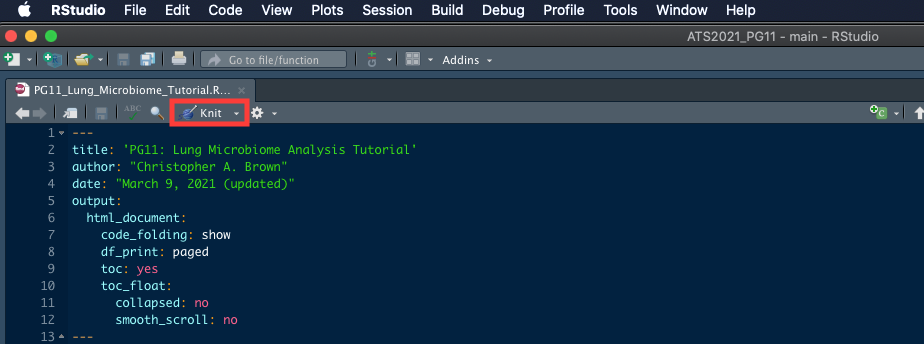 RStudio File Edit Code View Plots Session Build Debug Profile Tools Window Help
ATS2021_PG11 - main - RStudio
Go to file/function Addins
PG11_Lung_Microbiome_Tutorial.R...
ABC Knit C
1 ---
2 title: 'PG11: Lung Microbiome Analysis Tutorial'
3 author: "Christopher A. Brown"
4 date: "March 9, 2021 (updated)"
5 output:
6 html_document:
7 code_folding: show
8 df_print: paged
9 toc: yes
10 toc_float:
11 collapsed: no
12 smooth_scroll: no
13 ---